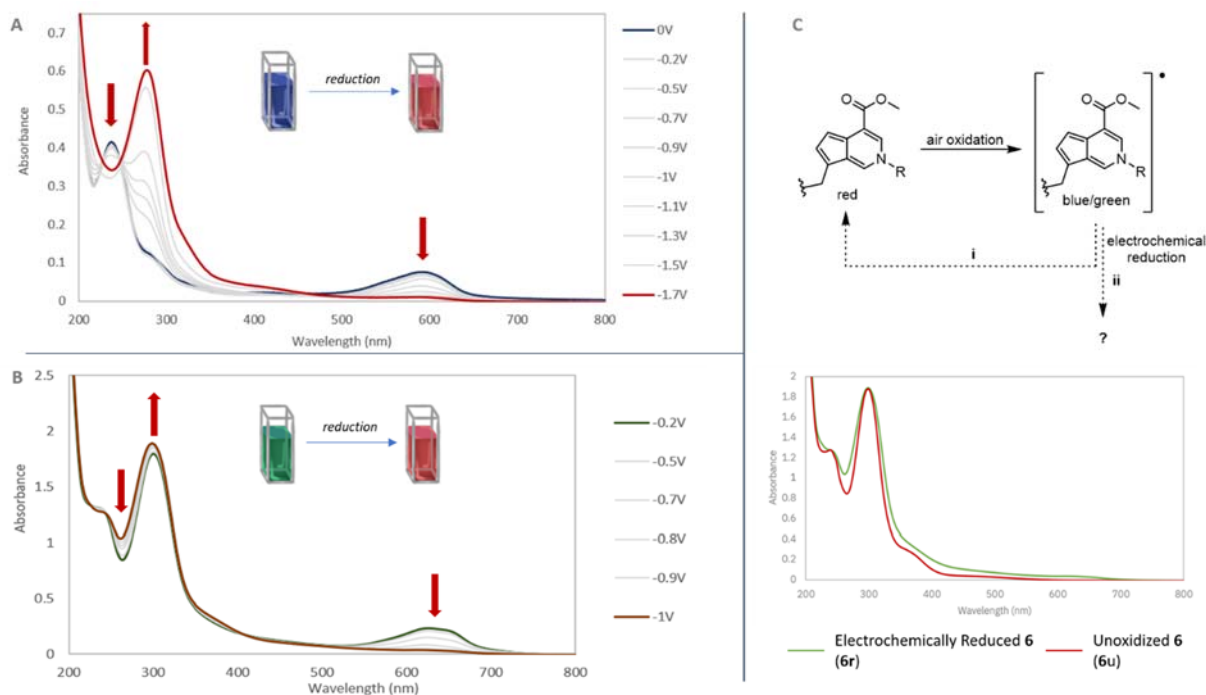 A
0.7
0.6
0.5
0.4
0.3
0.2
0.1
0
Absorbance
200 300 400 500 600 700 800
Wavelength (nm)
reduction
0V
-0.2V
-0.5V
-0.7V
-0.9V
-1V
-1.1V
-1.3V
-1.5V
-1.7V
B
2.5
2
1.5
1
0.5
0
Absorbance
200 300 400 500 600 700 800
Wavelength (nm)
reduction
-0.2V
-0.5V
-0.7V
-0.8V
-0.9V
-1V
C
O O
N R
red
air oxidation
O O
N R
blue/green
electrochemical
reduction
i
ii
?
2
1.8
1.6
1.4
1.2
1
0.8
0.6
0.4
0.2
0
Absorbance
200 300 400 500 600 700 800
Wavelength (nm)
Electrochemically Reduced 6
(6r)
Unoxidized 6
(6u)